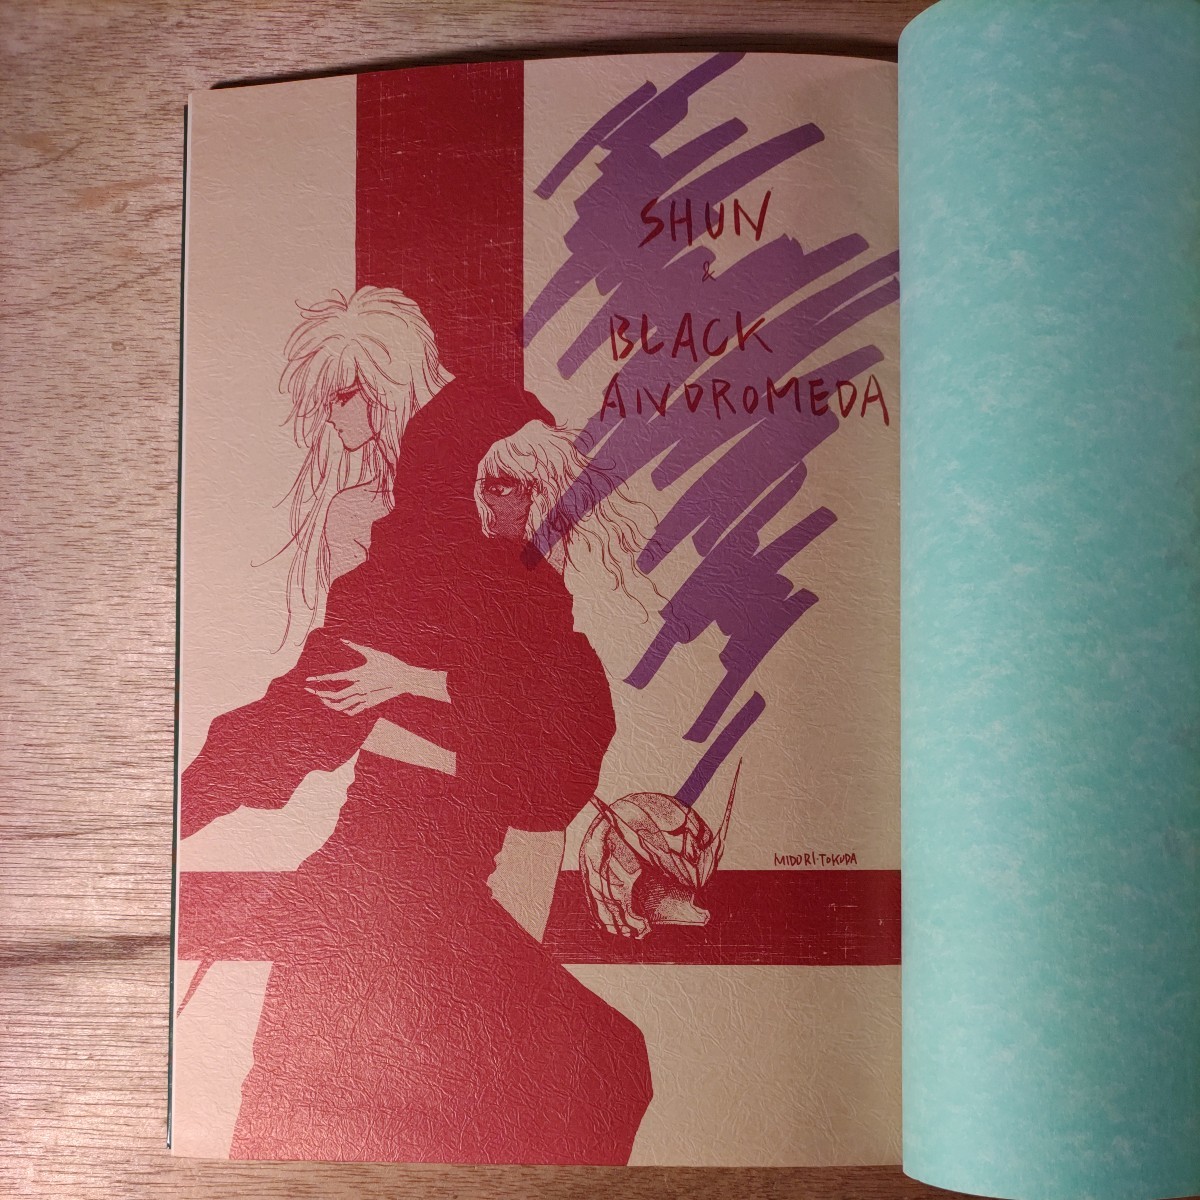 SHUN
&
BLACK
ANDROMEDA
MIDORI-TOKUDA